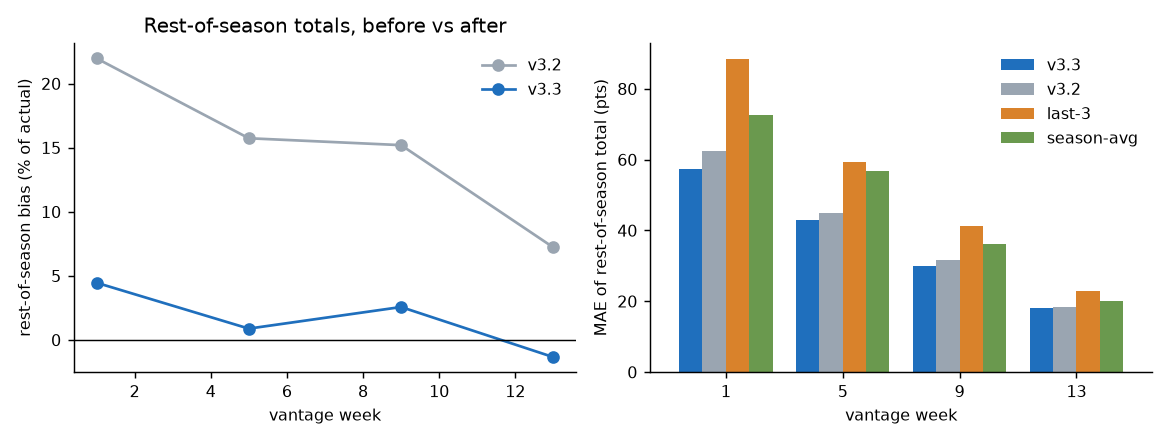 Rest-of-season totals, before vs after
rest-of-season bias (% of actual)
20
15
10
5
0
2
4
6
8
10
12
vantage week
v3.2
v3.3
MAE of rest-of-season total (pts)
80
60
40
20
0
1
5
9
13
vantage week
v3.3
v3.2
last-3
season-avg